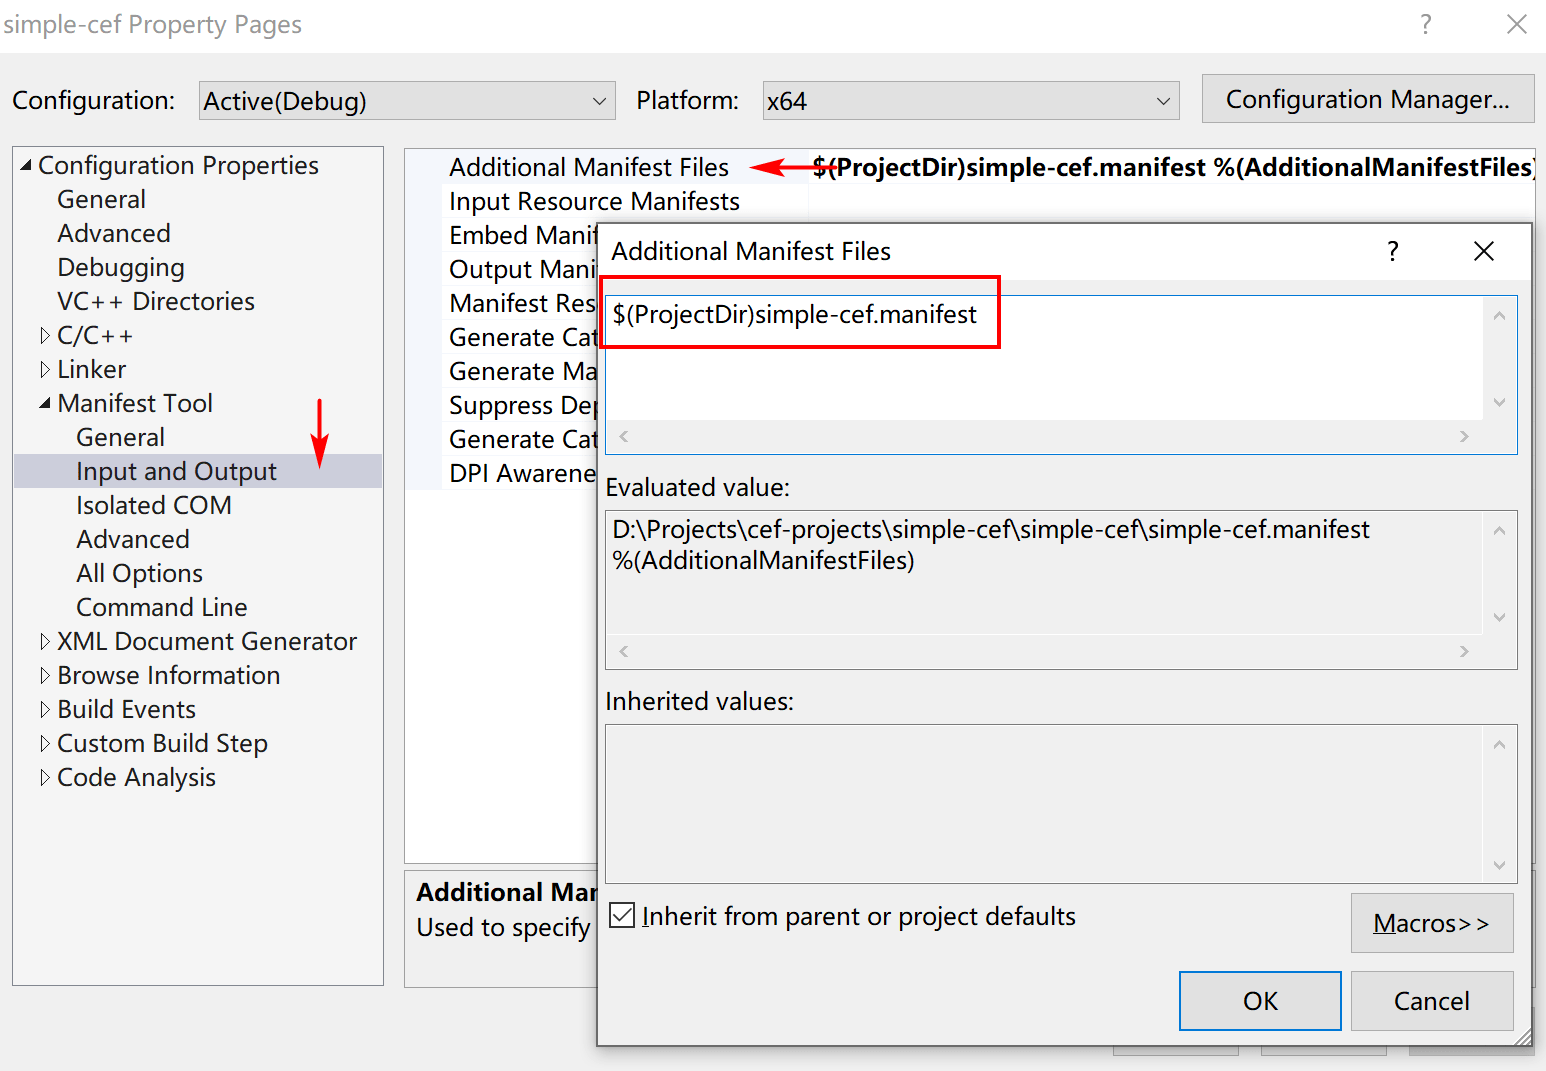 simple-cef Property Pages
Configuration:
Active(Debug)
Platform:
x64
Configuration Manager...
Configuration Properties
General
Advanced
Debugging
VC++ Directories
C/C++
Linker
Manifest Tool
General
Input and Output
Isolated COM
Advanced
All Options
Command Line
XML Document Generator
Browse Information
Build Events
Custom Build Step
Code Analysis
Additional Manifest Files
$(ProjectDir)simple-cef.manifest %(AdditionalManifestFiles)
Input Resource Manifests
Embed Manif
Output Mani
Manifest Res
Generate Cat
Generate Ma
Suppress Dep
Generate Cat
DPI Awarene
Additional Man
Used to specify
Additional Manifest Files
$(ProjectDir)simple-cef.manifest
Evaluated value:
D:\Projects\cef-projects\simple-cef\simple-cef\simple-cef.manifest
%(AdditionalManifestFiles)
Inherited values:
Inherit from parent or project defaults
Macros>>
OK
Cancel